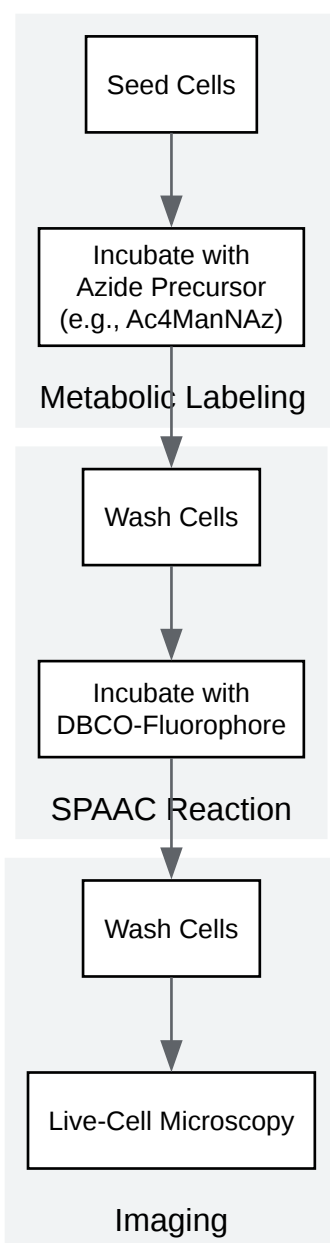 Seed Cells
Incubate with
Azide Precursor
(e.g., Ac4ManNAz)
Metabolic Labeling
Wash Cells
Incubate with
DBCO-Fluorophore
SPAAC Reaction
Wash Cells
Live-Cell Microscopy
Imaging